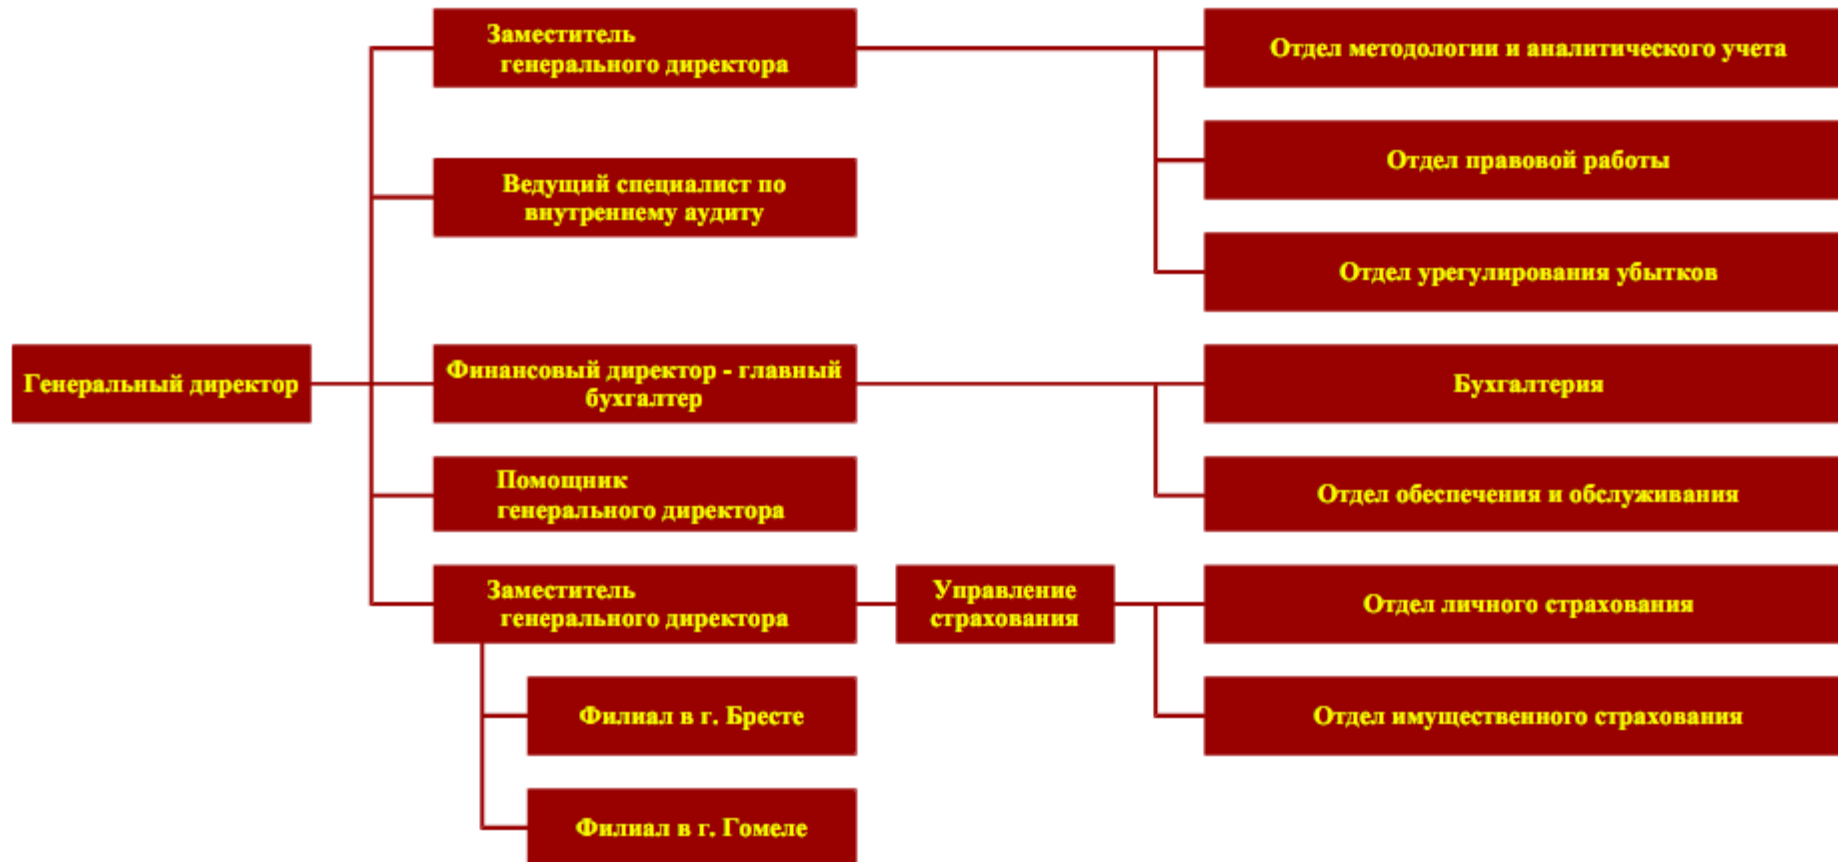 Заместитель
генерального директора
Отдел методологии и аналитического учета
Отдел правовой работы
Ведущий специалист по
внутреннему аудиту
Отдел урегулирования убытков
Генеральный директор
Финансовый директор - главный
бухгалтер
Бухгалтерия
Помощник
генерального директора
Отдел обеспечения и обслуживания
Заместитель
генерального директора
Управление
страхования
Отдел личного страхования
Филиал в г. Бресте
Отдел имущественного страхования
Филиал в г. Гомеле